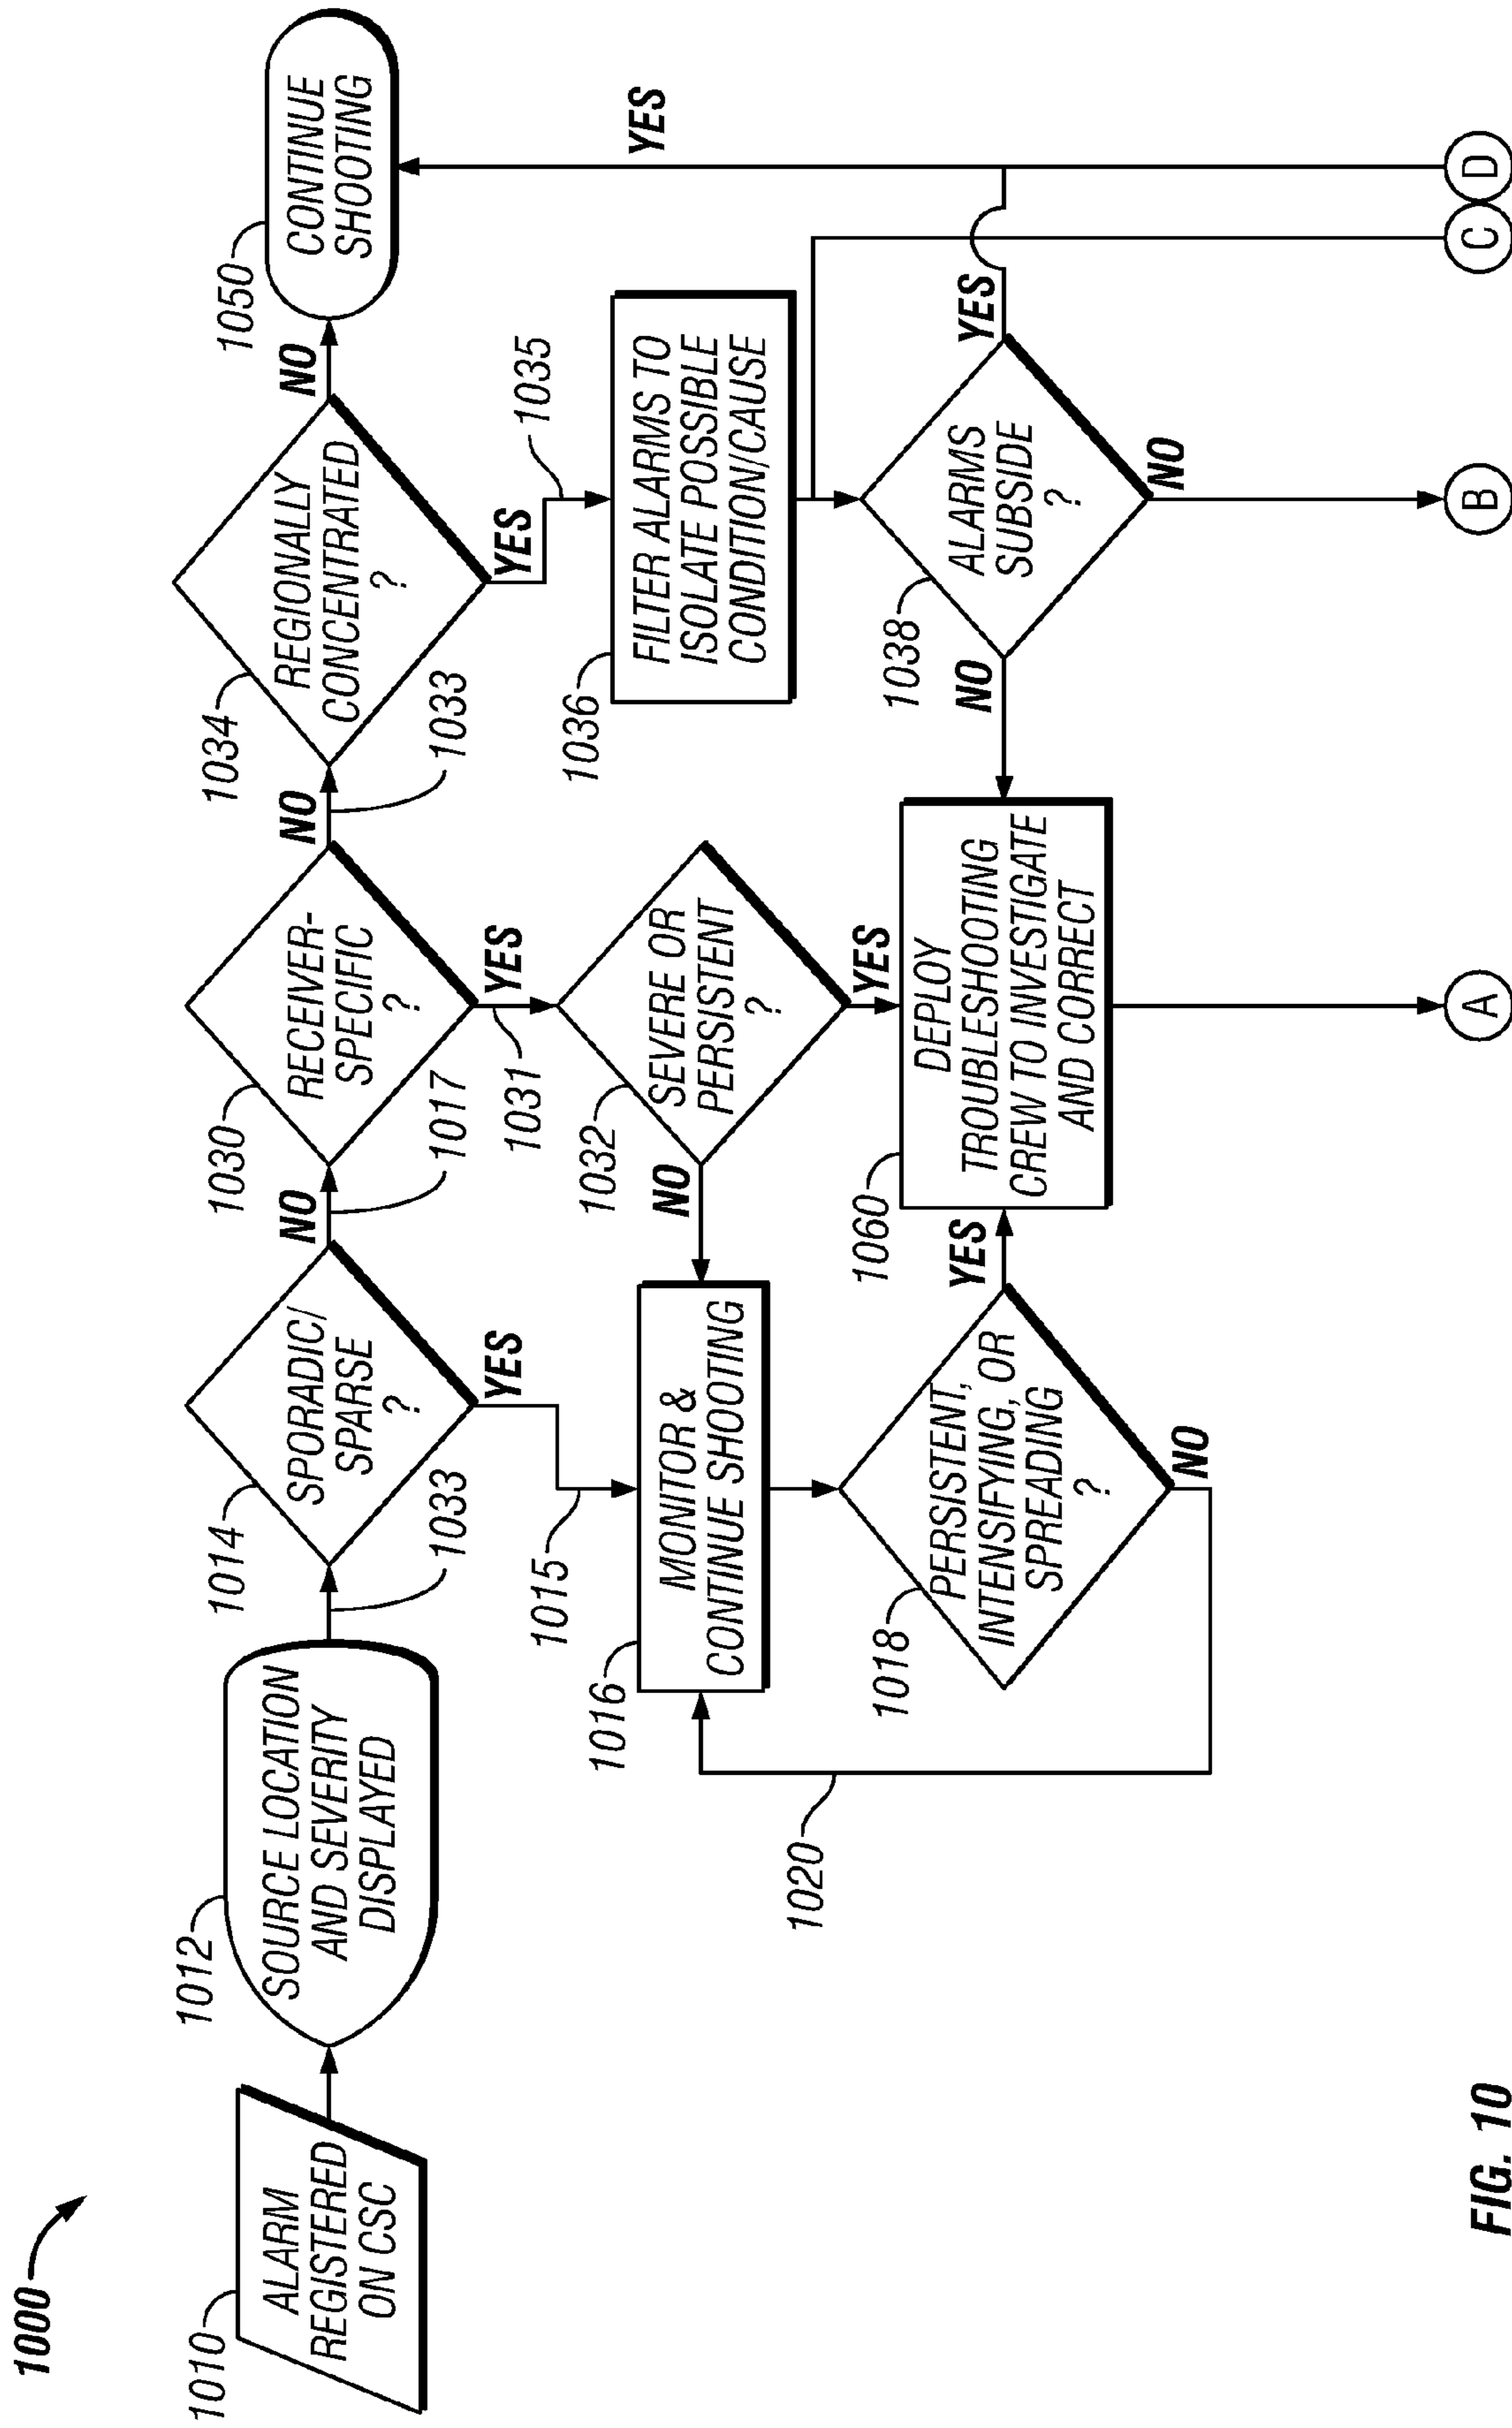 1000
1010
ALARM
REGISTERED
ON CSC
1012
SOURCE LOCATION
AND SEVERITY
DISPLAYED
1033
1014
SPORADIC/
SPARSE
?
NO
1017
YES
1015
1030
RECEIVER-
SPECIFIC
?
NO
1033
YES
1031
1034
REGIONALLY
CONCENTRATED
?
NO
YES
1035
1050
CONTINUE
SHOOTING
1016
MONITOR &
CONTINUE SHOOTING
1032
SEVERE OR
PERSISTENT
?
NO
YES
1036
FILTER ALARMS TO
ISOLATE POSSIBLE
CONDITION/CAUSE
YES
1020
1018
PERSISTENT,
INTENSIFYING, OR
SPREADING
?
YES
NO
1060
DEPLOY
TROUBLESHOOTING
CREW TO INVESTIGATE
AND CORRECT
1038
ALARMS
SUBSIDE
?
NO
YES
NO
A
B
C
D
FIG. 10